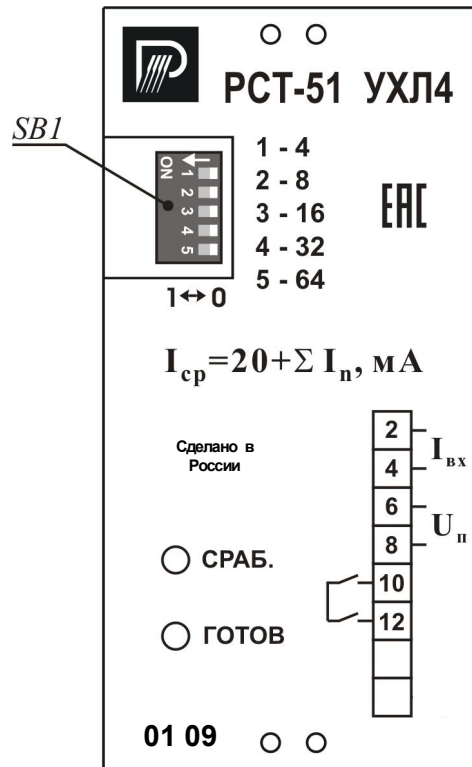 РСТ-51 УХЛ4
SB1
ON
1
2
3
4
5
1↔0
1 - 4
2 - 8
3 - 16
4 - 32
5 - 64
ЕАС
Iср=20+Σ In, мА
Сделано в
России
2
4
Iвх
6
8
Uп
10
12
СРАБ.
ГОТОВ
01 09